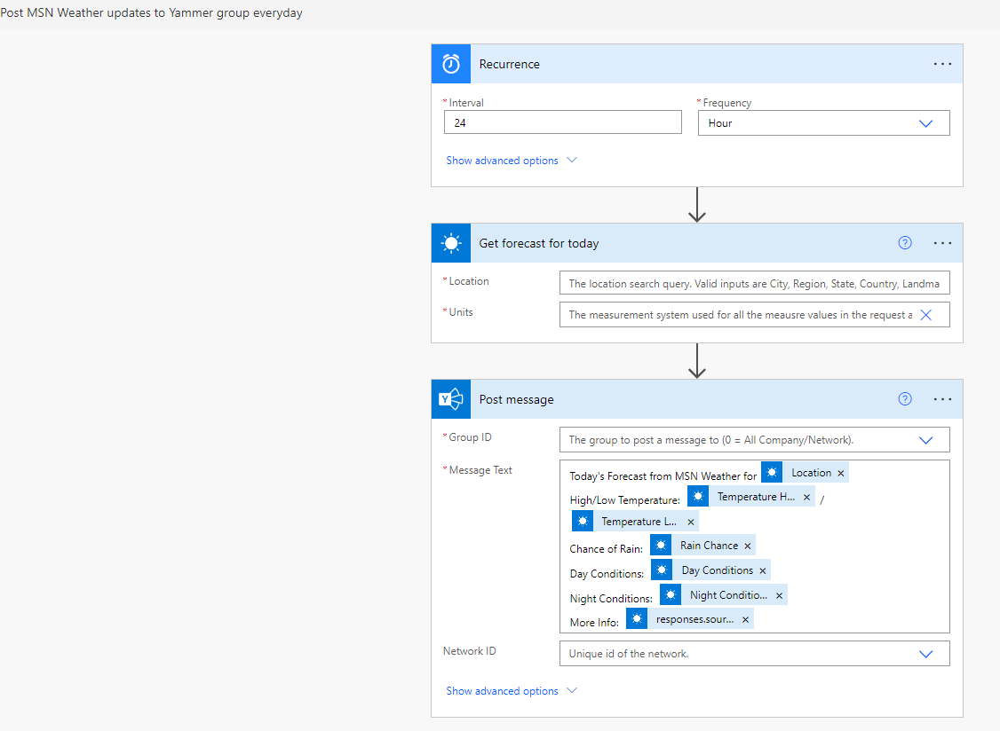 Post MSN Weather updates to Yammer group everyday
Recurrence
* Interval
* Frequency
24
Hour
Show advanced options
Get forecast for today
* Location
The location search query. Valid inputs are City, Region, State, Country, Landma
* Units
The measurement system used for all the meausre values in the request a
Y
Post message
* Group ID
The group to post a message to (0 = All Company/Network).
* Message Text
Today's Forecast from MSN Weather for Location ×
High/Low Temperature: Temperature H... × /
Temperature L... ×
Chance of Rain: Rain Chance ×
Day Conditions: Day Conditions ×
Night Conditions: Night Conditio... ×
More Info: responses.sour... ×
Network ID
Unique id of the network.
Show advanced options